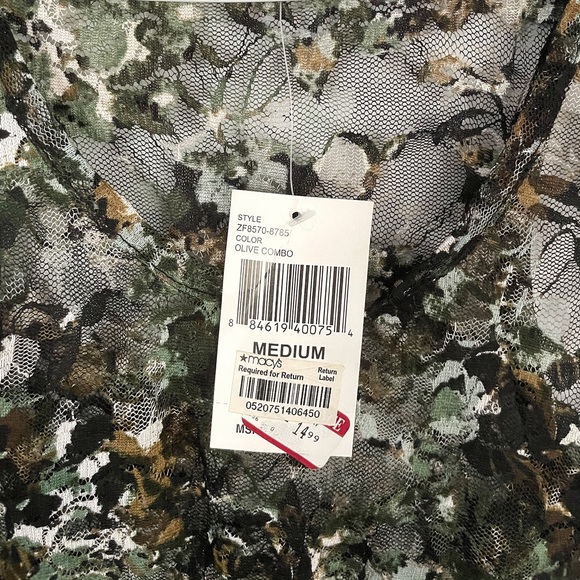 STYLE
ZF8570-8785
COLOR
OLIVE COMBO
8 84619 40075 4
MEDIUM
★macy's
Required for Return
Return
Label
0520751406450
14.99